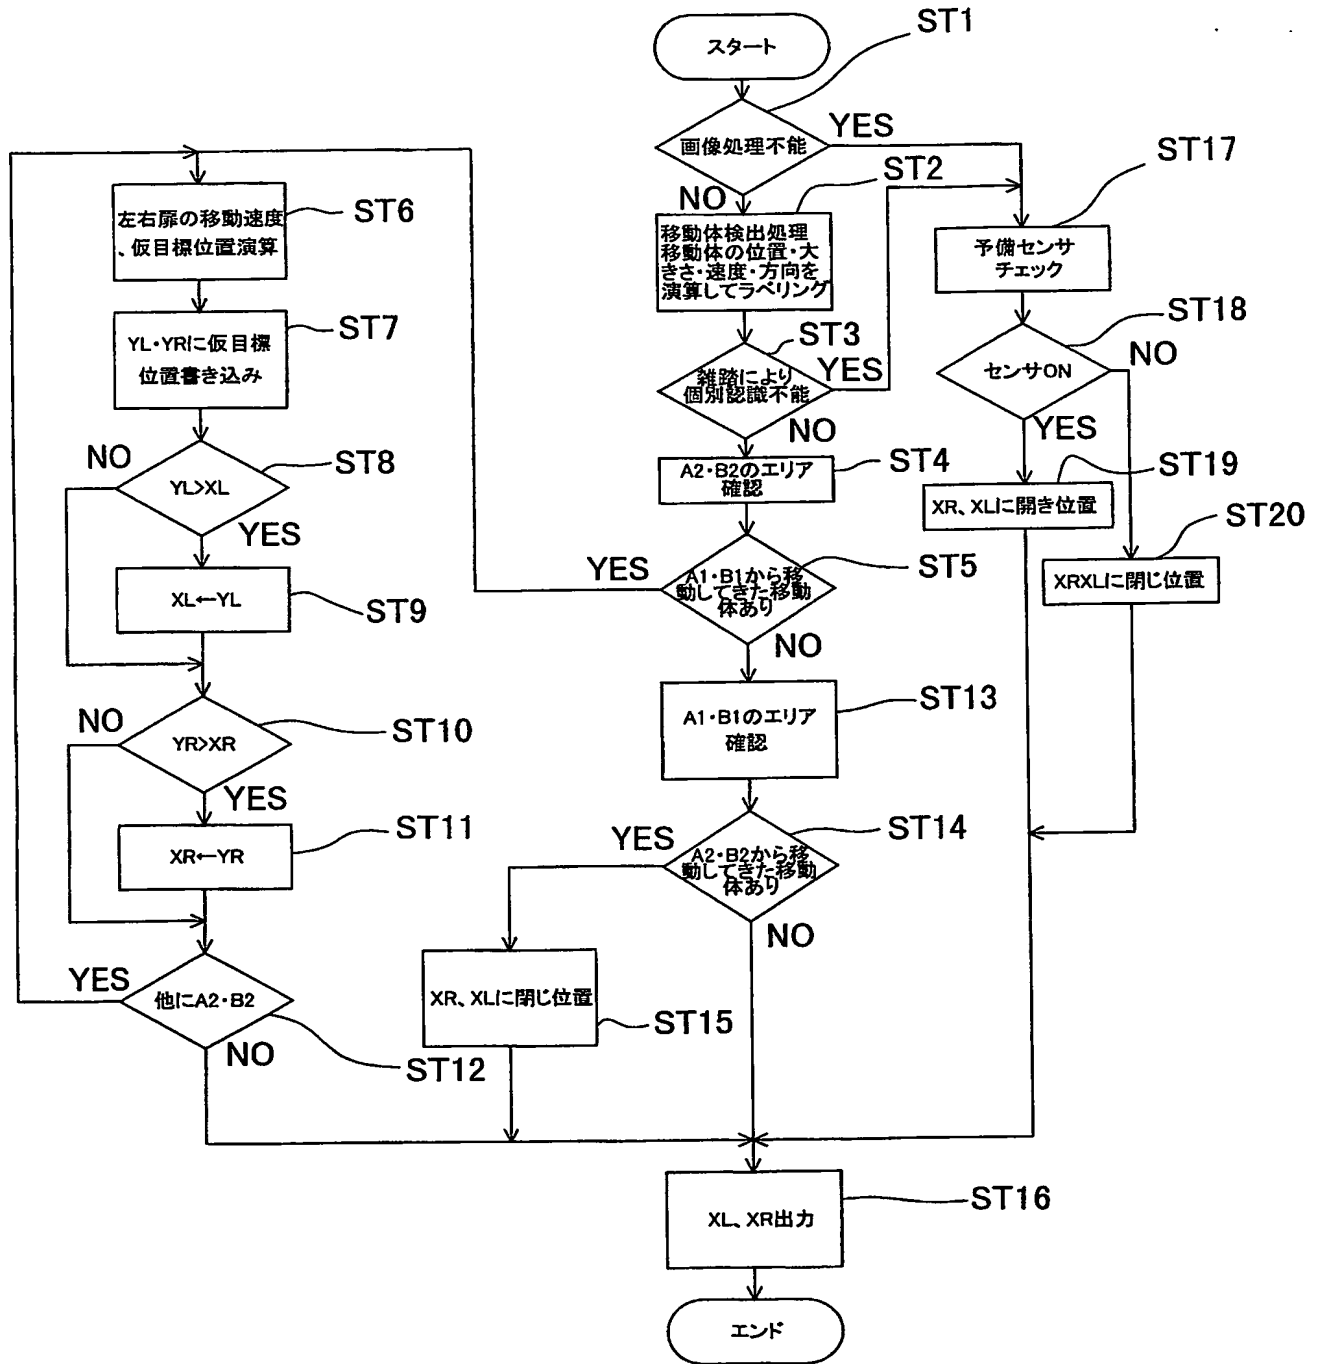 スタート
ST1
画像処理不能
YES
NO
ST2
移動体検出処理
移動体の位置・大
きさ・速度・方向を
演算してラベリング
ST3
雑踏により
個別認識不能
YES
NO
A2・B2のエリア
確認
ST4
A1・B1から移
動してきた移動
体あり
ST5
YES
NO
左右扉の移動速度
、仮目標位置演算
ST6
YL・YRに仮目標
位置書き込み
ST7
YL>XL
ST8
NO
YES
XL←YL
ST9
YR>XR
ST10
NO
YES
XR←YR
ST11
他にA2・B2
ST12
YES
NO
A1・B1のエリア
確認
ST13
A2・B2から移
動してきた移動
体あり
ST14
YES
NO
XR、XLに閉じ位置
ST15
XL、XR出力
ST16
エンド
予備センサ
チェック
ST17
センサON
ST18
NO
YES
XR、XLに開き位置
ST19
XRXLに閉じ位置
ST20